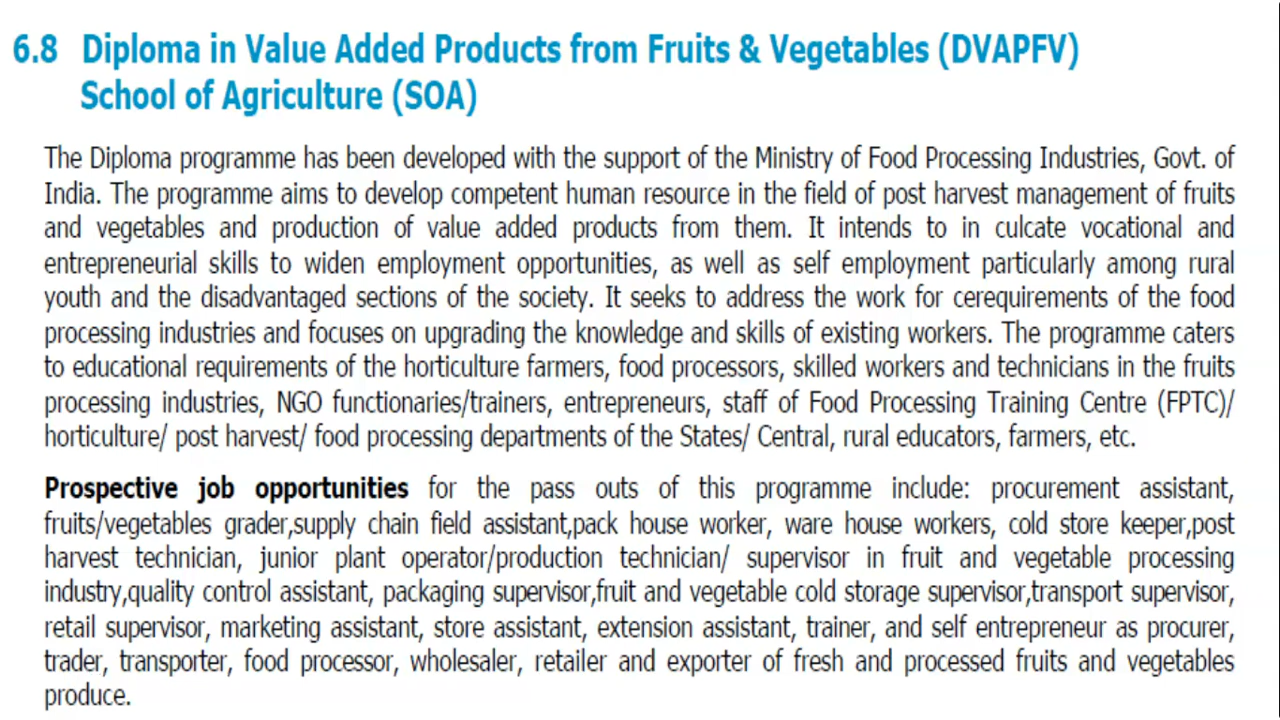 6.8 Diploma in Value Added Products from Fruits & Vegetables (DVAPFV)
School of Agriculture (SOA)
The Diploma programme has been developed with the support of the Ministry of Food Processing Industries, Govt. of
India. The programme aims to develop competent human resource in the field of post harvest management of fruits
and vegetables and production of value added products from them. It intends to in culcate vocational and
entrepreneurial skills to widen employment opportunities, as well as self employment particularly among rural
youth and the disadvantaged sections of the society. It seeks to address the work for cerequirements of the food
processing industries and focuses on upgrading the knowledge and skills of existing workers. The programme caters
to educational requirements of the horticulture farmers, food processors, skilled workers and technicians in the fruits
processing industries, NGO functionaries/trainers, entrepreneurs, staff of Food Processing Training Centre (FPTC)/
horticulture/ post harvest/ food processing departments of the States/ Central, rural educators, farmers, etc.
Prospective job opportunities for the pass outs of this programme include: procurement assistant,
fruits/vegetables grader,supply chain field assistant,pack house worker, ware house workers, cold store keeper,post
harvest technician, junior plant operator/production technician/ supervisor in fruit and vegetable processing
industry,quality control assistant, packaging supervisor,fruit and vegetable cold storage supervisor,transport supervisor,
retail supervisor, marketing assistant, store assistant, extension assistant, trainer, and self entrepreneur as procurer,
trader, transporter, food processor, wholesaler, retailer and exporter of fresh and processed fruits and vegetables
produce.